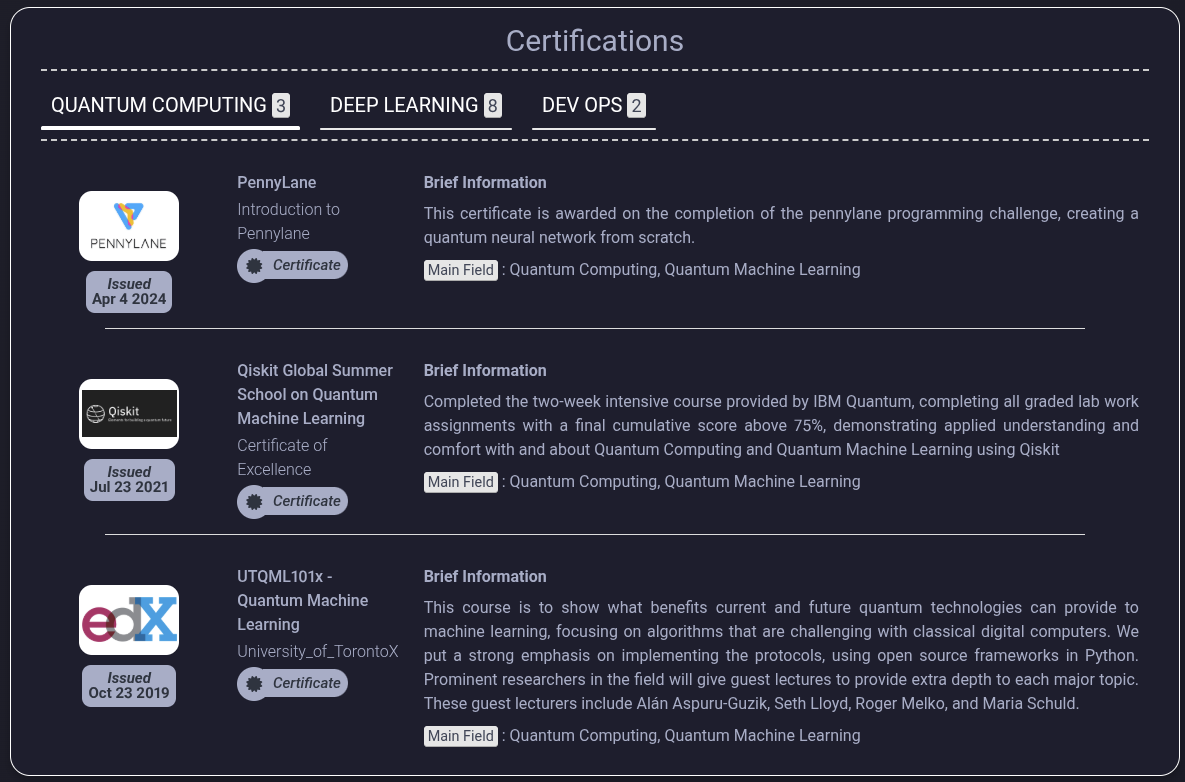 Certifications
QUANTUM COMPUTING 3
DEEP LEARNING 8
DEV OPS 2
PENNYLANE
Issued
Apr 4 2024
PennyLane
Introduction to
Pennylane
Certificate
Brief Information
This certificate is awarded on the completion of the pennylane programming challenge, creating a
quantum neural network from scratch.
Main Field : Quantum Computing, Quantum Machine Learning
Qiskit
Issued
Jul 23 2021
Qiskit Global Summer
School on Quantum
Machine Learning
Certificate of
Excellence
Certificate
Brief Information
Completed the two-week intensive course provided by IBM Quantum, completing all graded lab work
assignments with a final cumulative score above 75%, demonstrating applied understanding and
comfort with and about Quantum Computing and Quantum Machine Learning using Qiskit
Main Field : Quantum Computing, Quantum Machine Learning
edX
Issued
Oct 23 2019
UTQML101x -
Quantum Machine
Learning
University_of_TorontoX
Certificate
Brief Information
This course is to show what benefits current and future quantum technologies can provide to
machine learning, focusing on algorithms that are challenging with classical digital computers. We
put a strong emphasis on implementing the protocols, using open source frameworks in Python.
Prominent researchers in the field will give guest lectures to provide extra depth to each major topic.
These guest lecturers include Alán Aspuru-Guzik, Seth Lloyd, Roger Melko, and Maria Schuld.
Main Field : Quantum Computing, Quantum Machine Learning